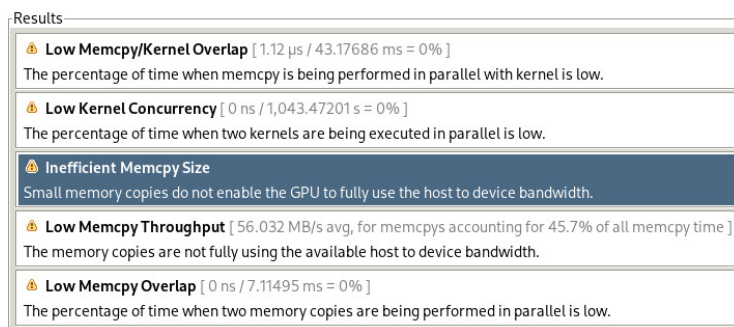 Results
Low Memcpy/Kernel Overlap [ 1.12 µs / 43.17686 ms = 0% ]
The percentage of time when memcpy is being performed in parallel with kernel is low.
Low Kernel Concurrency [ 0 ns / 1,043.47201 s = 0% ]
The percentage of time when two kernels are being executed in parallel is low.
Inefficient Memcpy Size
Small memory copies do not enable the GPU to fully use the host to device bandwidth.
Low Memcpy Throughput [ 56.032 MB/s avg, for memcpys accounting for 45.7% of all memcpy time ]
The memory copies are not fully using the available host to device bandwidth.
Low Memcpy Overlap [ 0 ns / 7.11495 ms = 0% ]
The percentage of time when two memory copies are being performed in parallel is low.